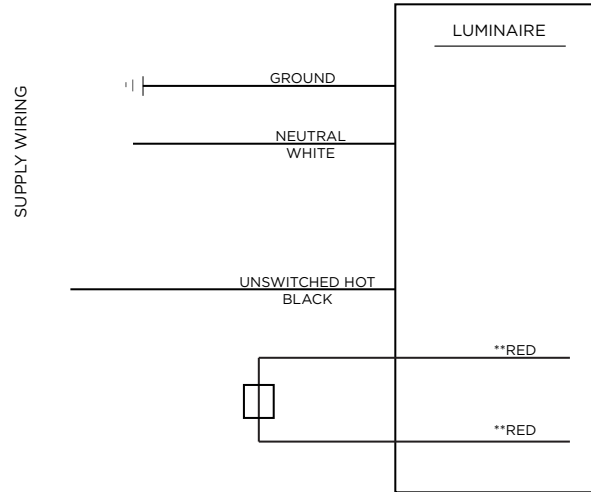 LUMINAIRE
SUPPLY WIRING
GROUND
NEUTRAL
WHITE
UNSWITCHED HOT
BLACK
**RED
**RED